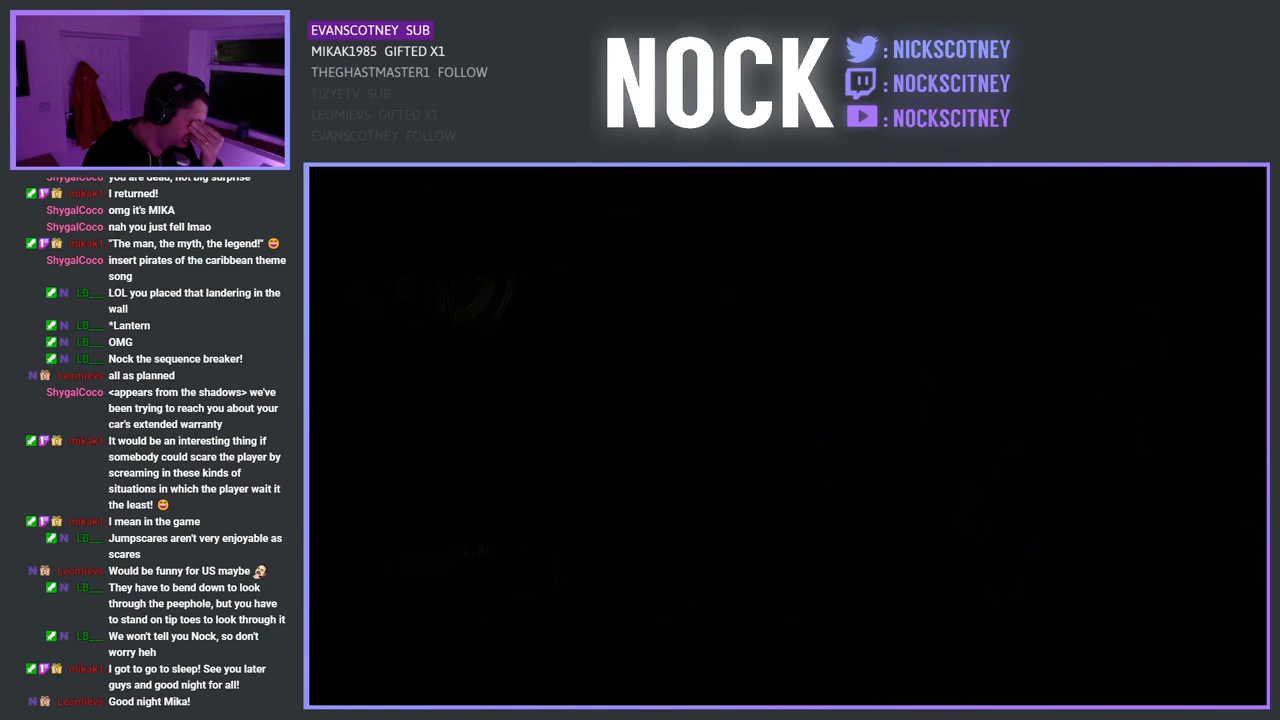 EVANSCOTNEY SUB
MIKAK1985 GIFTED X1
THEGHASTMASTER1 FOLLOW
TIZYETV SUB
LEOMIEVS GIFTED X1
EVANSCOTNEY FOLLOW
NOCK
: NICKSCOTNEY
: NOCKSCITNEY
: NOCKSCITNEY
ShygalCoco you are dead, not big surprise
mikak1 I returned!
ShygalCoco omg it's MIKA
ShygalCoco nah you just fell lmao
mikak1 "The man, the myth, the legend!" 😄
ShygalCoco insert pirates of the caribbean theme
song
LB__ LOL you placed that landering in the
wall
LB__ *Lantern
LB__ OMG
LB__ Nock the sequence breaker!
Leomievs all as planned
ShygalCoco <appears from the shadows> we've
been trying to reach you about your
car's extended warranty
mikak1 It would be an interesting thing if
somebody could scare the player by
screaming in these kinds of
situations in which the player wait it
the least! 😄
mikak1 I mean in the game
LB__ Jumpscares aren't very enjoyable as
scares
Leomievs Would be funny for US maybe
LB__ They have to bend down to look
through the peephole, but you have
to stand on tip toes to look through it
LB__ We won't tell you Nock, so don't
worry heh
mikak1 I got to go to sleep! See you later
guys and good night for all!
Leomievs Good night Mika!